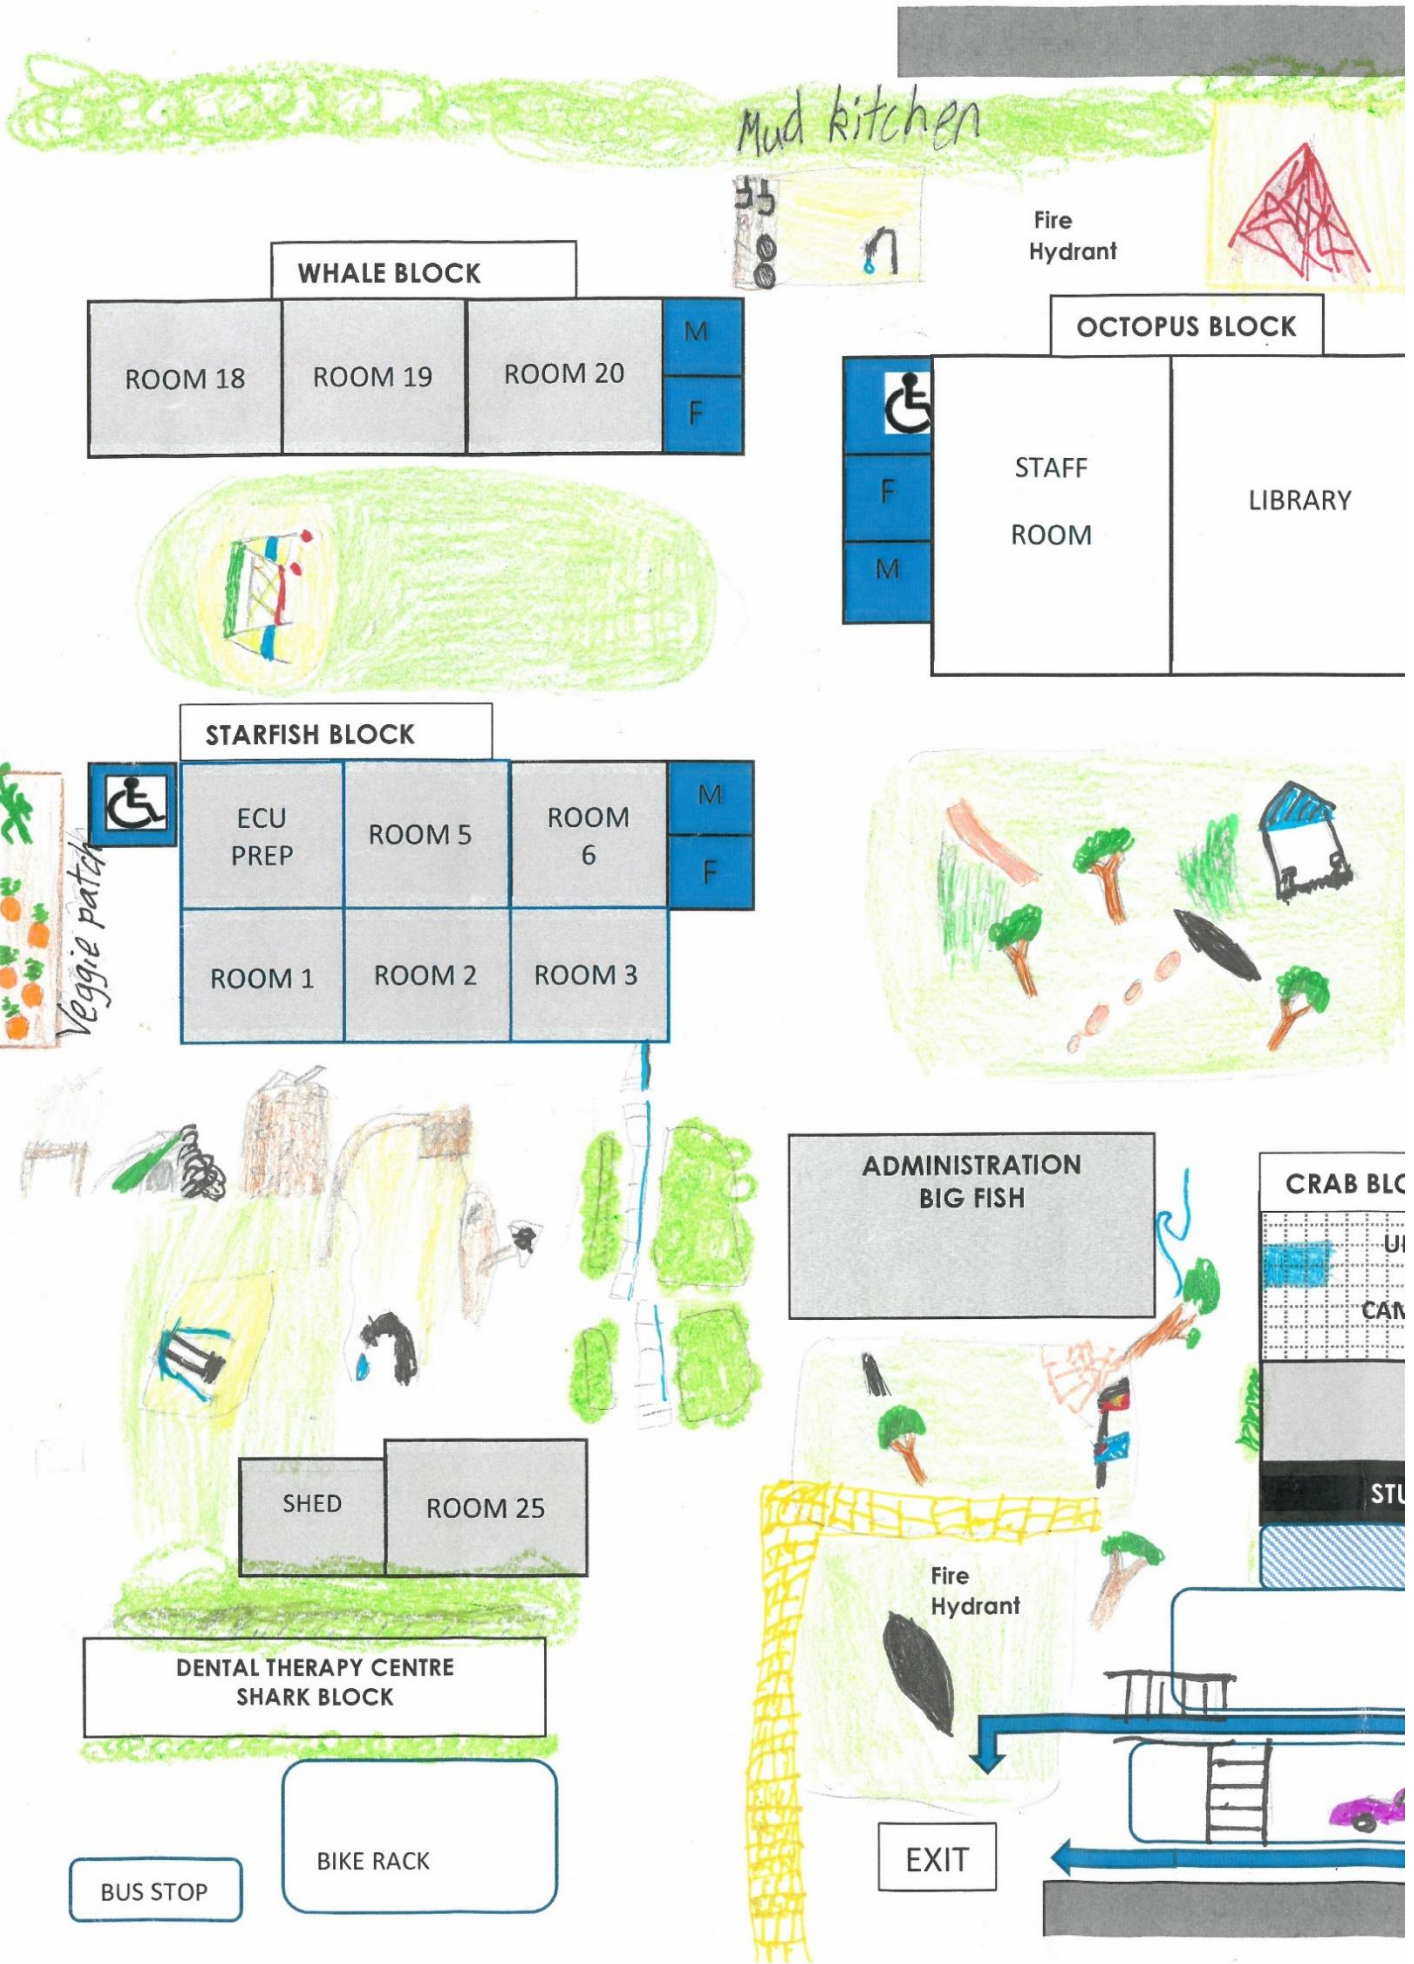 Mud kitchen
Fire
Hydrant
WHALE BLOCK
ROOM 18
ROOM 19
ROOM 20
M
F
OCTOPUS BLOCK
F
M
STAFF
ROOM
LIBRARY
STARFISH BLOCK
ECU
PREP
ROOM 5
ROOM
6
M
F
Veggie patch
ROOM 1
ROOM 2
ROOM 3
ADMINISTRATION
BIG FISH
CRAB
SHED
ROOM 25
Fire
Hydrant
DENTAL THERAPY CENTRE
SHARK BLOCK
BIKE RACK
BUS STOP
EXIT